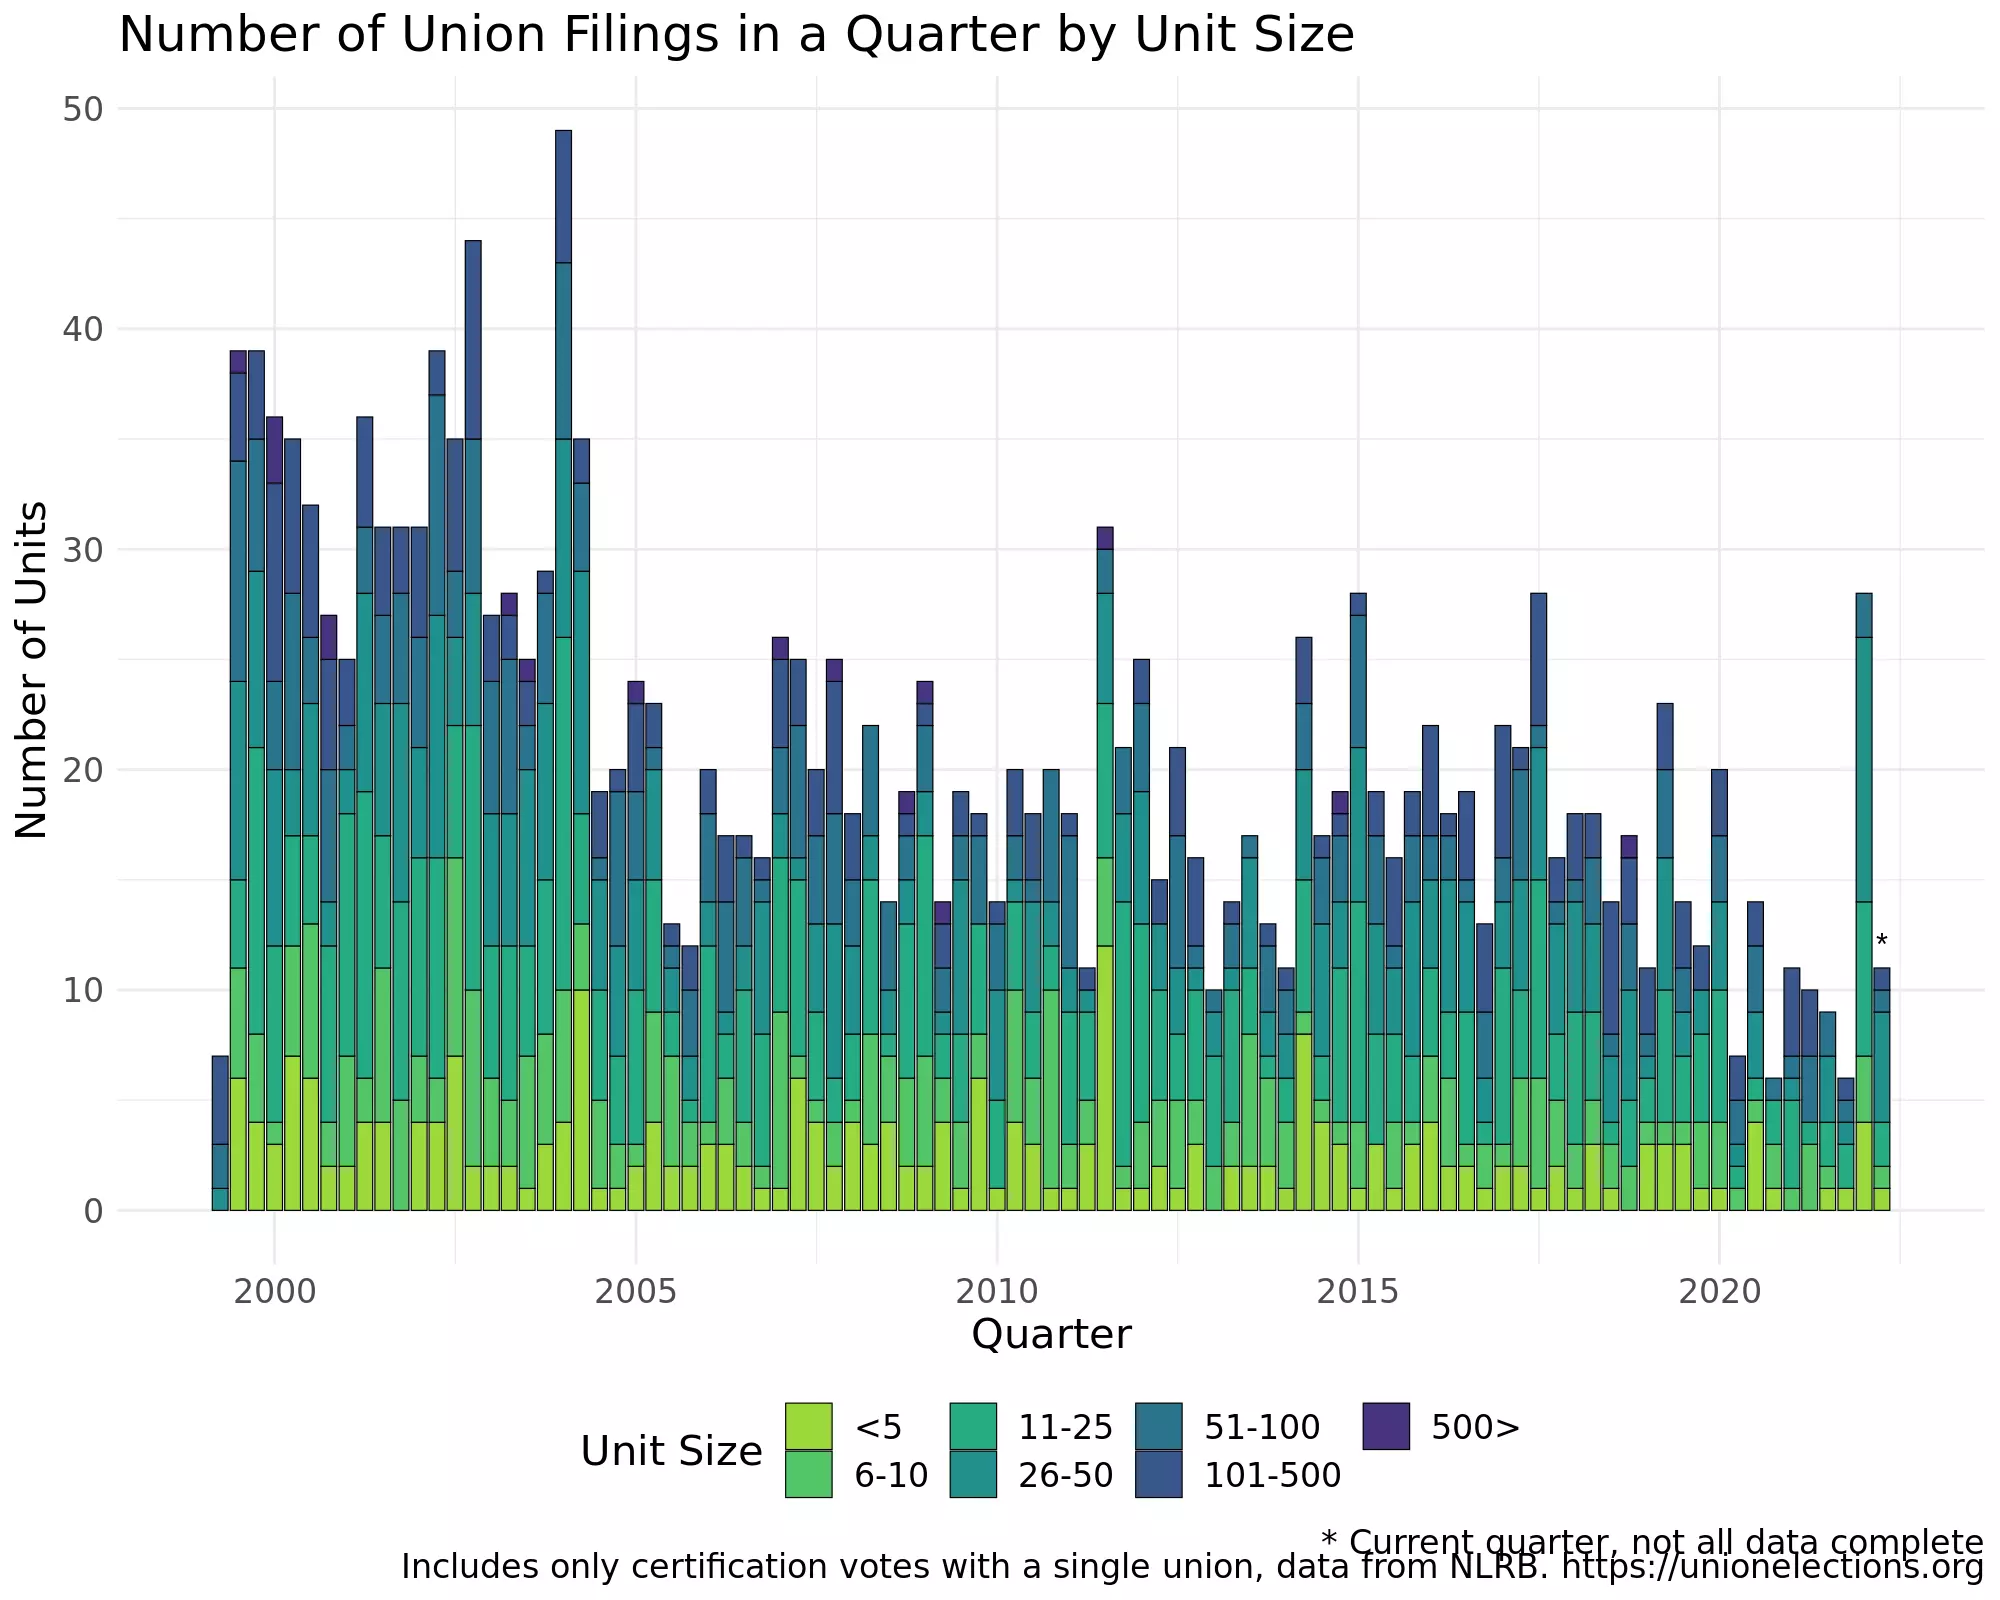 Number of Union Filings in a Quarter by Unit Size
Number of Units
50
40
30
20
10
0
*
2000 2005 2010 2015 2020
Quarter
Unit Size
<5 11-25 51-100 500>
6-10 26-50 101-500
* Current quarter, not all data complete
Includes only certification votes with a single union, data from NLRB. https://unionelections.org